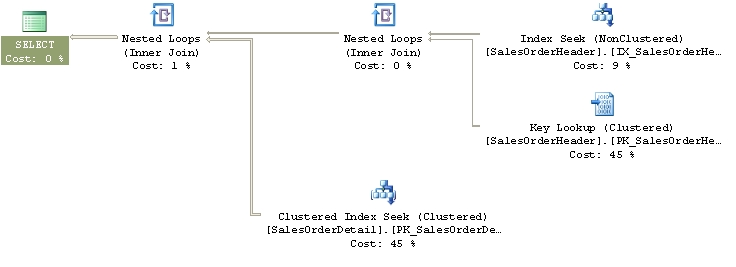 SELECT
Cost: 0 %
Nested Loops
(Inner Join)
Cost: 1 %
Nested Loops
(Inner Join)
Cost: 0 %
Index Seek (NonClustered)
[SalesOrderHeader].[IX_SalesOrderHe…
Cost: 9 %
Key Lookup (Clustered)
[SalesOrderHeader].[PK_SalesOrderHe…
Cost: 45 %
Clustered Index Seek (Clustered)
[SalesOrderDetail].[PK_SalesOrderDe…
Cost: 45 %